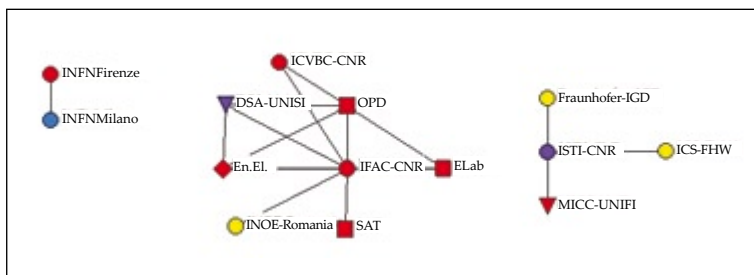 INFNFirenze
INFNMilano
ICVBC-CNR
DSA-UNISI
OPD
En.El.
IFAC-CNR
ELab
INOE-Romania
SAT
Fraunhofer-IGD
ISTI-CNR
ICS-FHW
MICC-UNIFI